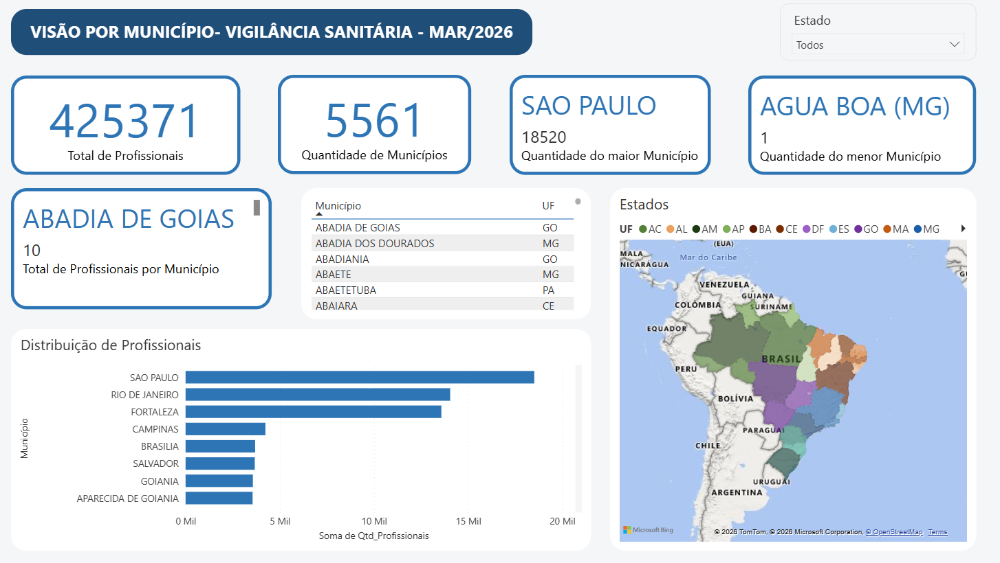 VISÃO POR MUNICÍPIO- VIGILÂNCIA SANITÁRIA - MAR/2026
Estado
Todos
425371
Total de Profissionais
5561
Quantidade de Municípios
SAO PAULO
18520
Quantidade do maior Município
AGUA BOA (MG)
1
Quantidade do menor Município
ABADIA DE GOIAS
10
Total de Profissionais por Município
Município UF
ABADIA DE GOIAS GO
ABADIA DOS DOURADOS MG
ABADIANIA GO
ABAETE MG
ABAETETUBA PA
ABAIARA CE
Estados
UF AC AL AM AP BA CE DF ES GO MA MG
(EUA)
MALA
Mar do Caribe
NICARÁGUA
GU
VENEZUELA
GUIANA
COLÔMBIA
SURINAME
EQUADOR
BRASIL
PERU
BOLÍVIA
PARAGUAI
CHILE
URUGUAI
ARGENTINA
Microsoft Bing
© 2026 TomTom, © 2026 Microsoft Corporation, © OpenStreetMap Terms
Distribuição de Profissionais
Município
SAO PAULO
RIO DE JANEIRO
FORTALEZA
CAMPINAS
BRASILIA
SALVADOR
GOIANIA
APARECIDA DE GOIANIA
0 Mil 5 Mil 10 Mil 15 Mil 20 Mil
Soma de Qtd_Profissionais